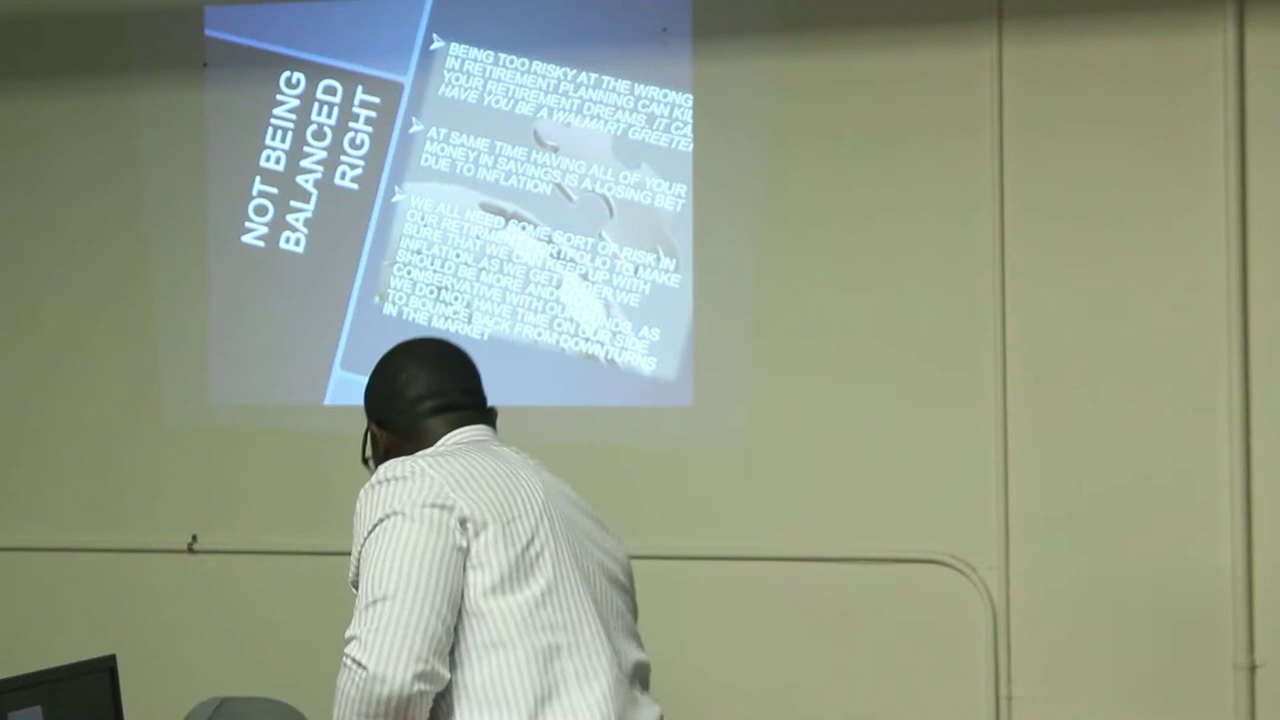 NOT BEING
BALANCED
RIGHT
BEING TOO RISKY AT THE WRONG
IN RETIREMENT PLANNING CAN
YOUR RETIREMENT DREAMS. IT
HAVE YOU BE A WALMART GREETER
AT SAME TIME HAVING ALL OF YOUR
MONEY IN SAVINGS IS A LOSING BET
DUE TO INFLATION
WE ALL NEED SOME SORT OF RISK IN
OUR RETIREMENT PORTFOLIO TO MAKE
SURE THAT WE CAN KEEP UP WITH
INFLATION. AS WE GET WE
SHOULD BE MORE AND
CONSERVATIVE WITH OUR FUNDS, AS
WE DO NOT HAVE TIME ON OUR SIDE
TO BOUNCE BACK FROM DOWNTURNS
IN THE MARKET